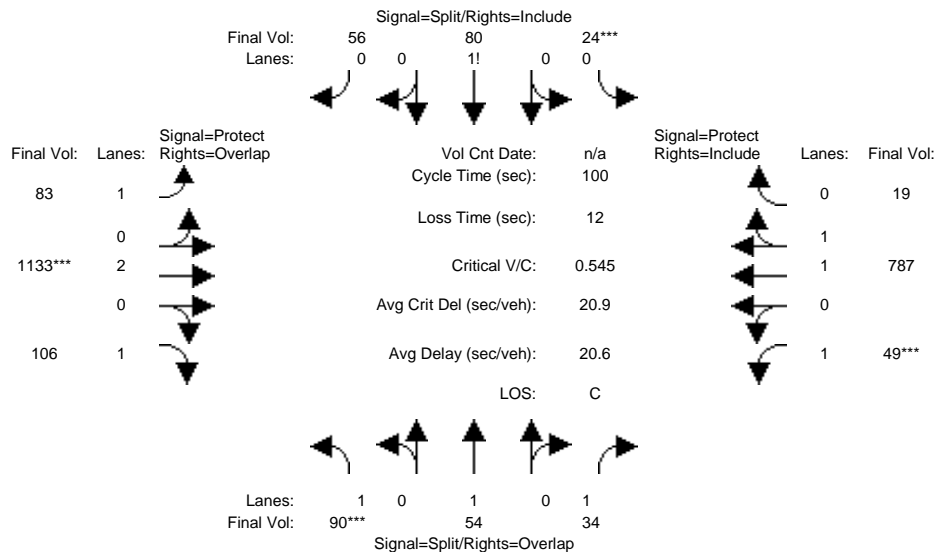 Signal=Split/Rights=Include
Final Vol: 56 80 24***
Lanes: 0 0 1! 0 0
Signal=Protect Signal=Protect
Final Vol: Lanes: Rights=Overlap Vol Cnt Date: n/a Rights=Include Lanes: Final Vol:
Cycle Time (sec): 100
83 1 0 19
Loss Time (sec): 12
0 1
1133*** 2 Critical V/C: 0.545 1 787
0 Avg Crit Del (sec/veh): 20.9 0
106 1 Avg Delay (sec/veh): 20.6 1 49***
LOS: C
Lanes: 1 0 1 0 1
Final Vol: 90*** 54 34
Signal=Split/Rights=Overlap